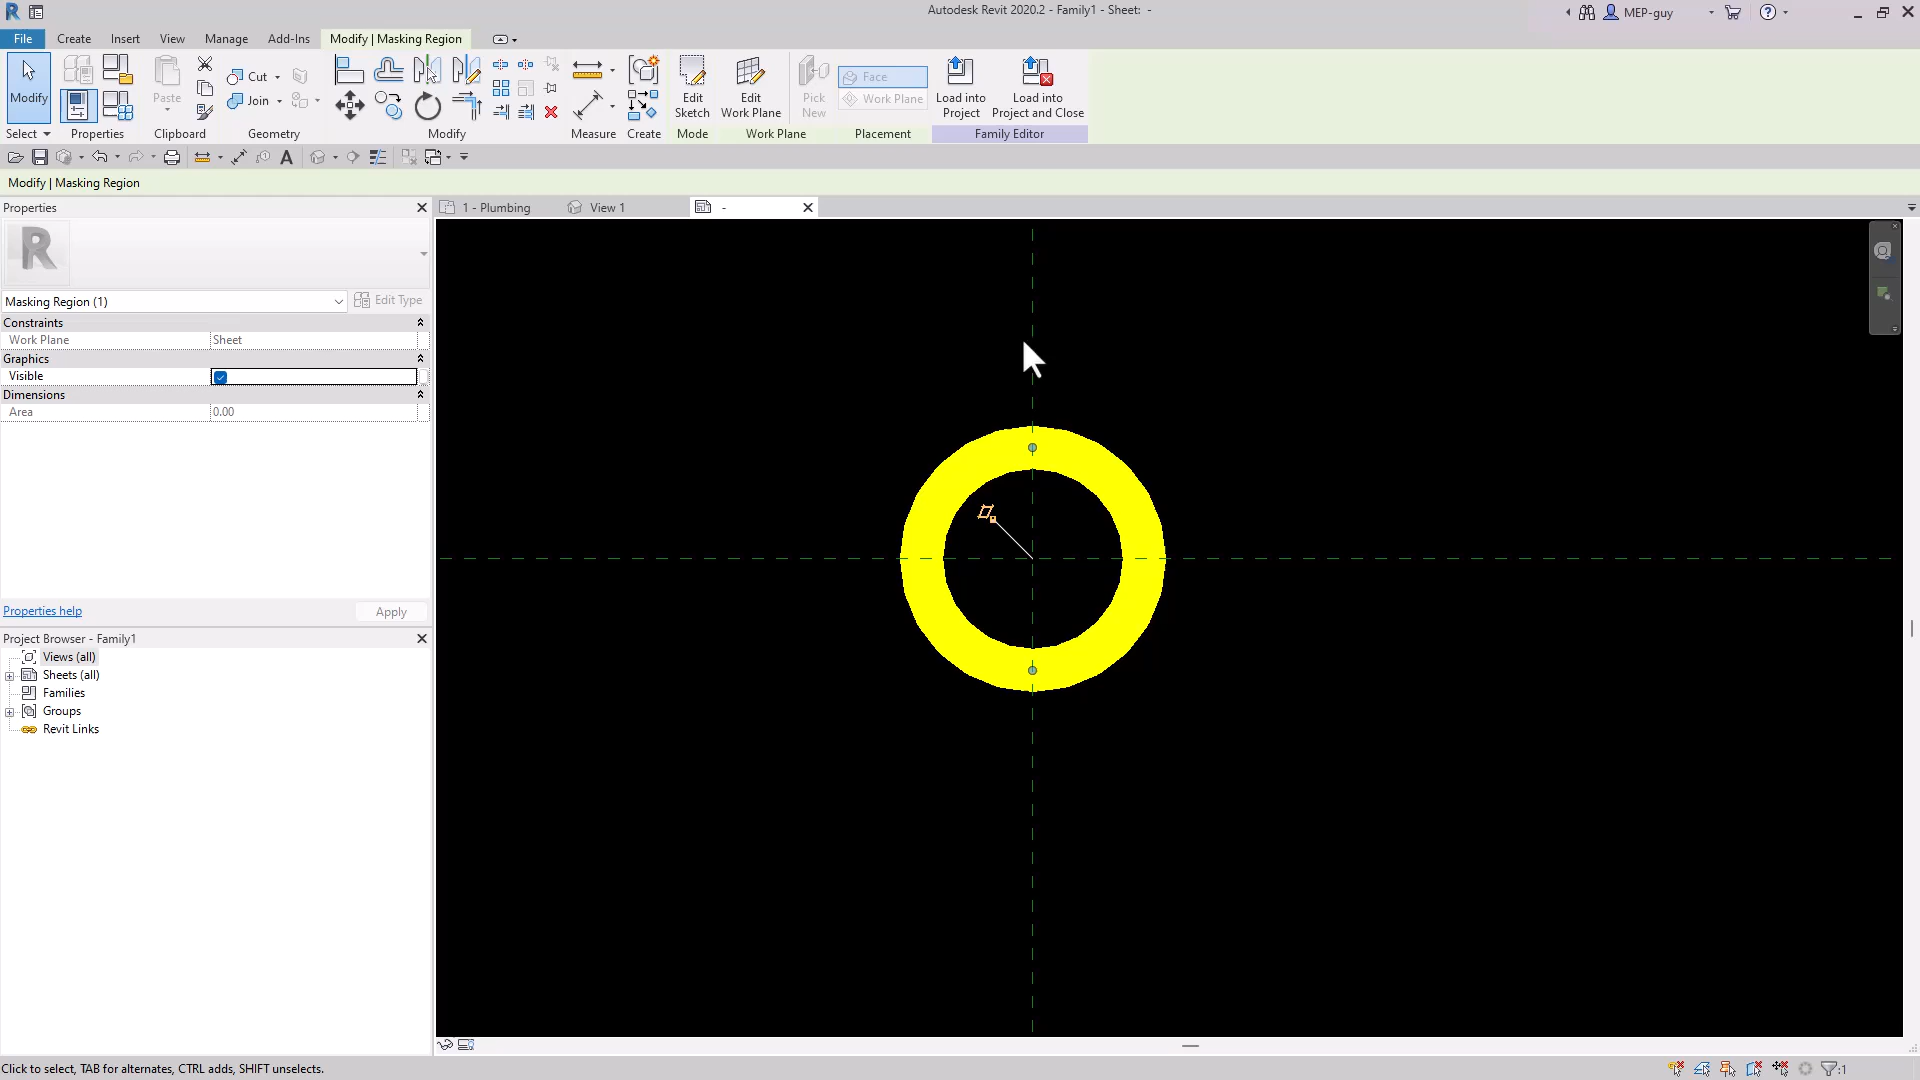 Autodesk Revit 2020.2 - Family1 - Sheet: -
MEP-guy
File Create Insert View Manage Add-Ins Modify | Masking Region
Modify Paste Cut Join Edit Sketch Edit Work Plane Pick New Face Work Plane Load into Project Load into Project and Close
Select Properties Clipboard Geometry Modify Measure Create Mode Work Plane Placement Family Editor
Modify | Masking Region
Properties 1 - Plumbing View 1 -
Masking Region (1) Edit Type
Constraints
Work Plane Sheet
Graphics
Visible
Dimensions
Area 0.00
Properties help Apply
Project Browser - Family1
Views (all)
Sheets (all)
Families
Groups
Revit Links
Click to select, TAB for alternates, CTRL adds, SHIFT unselects. :1